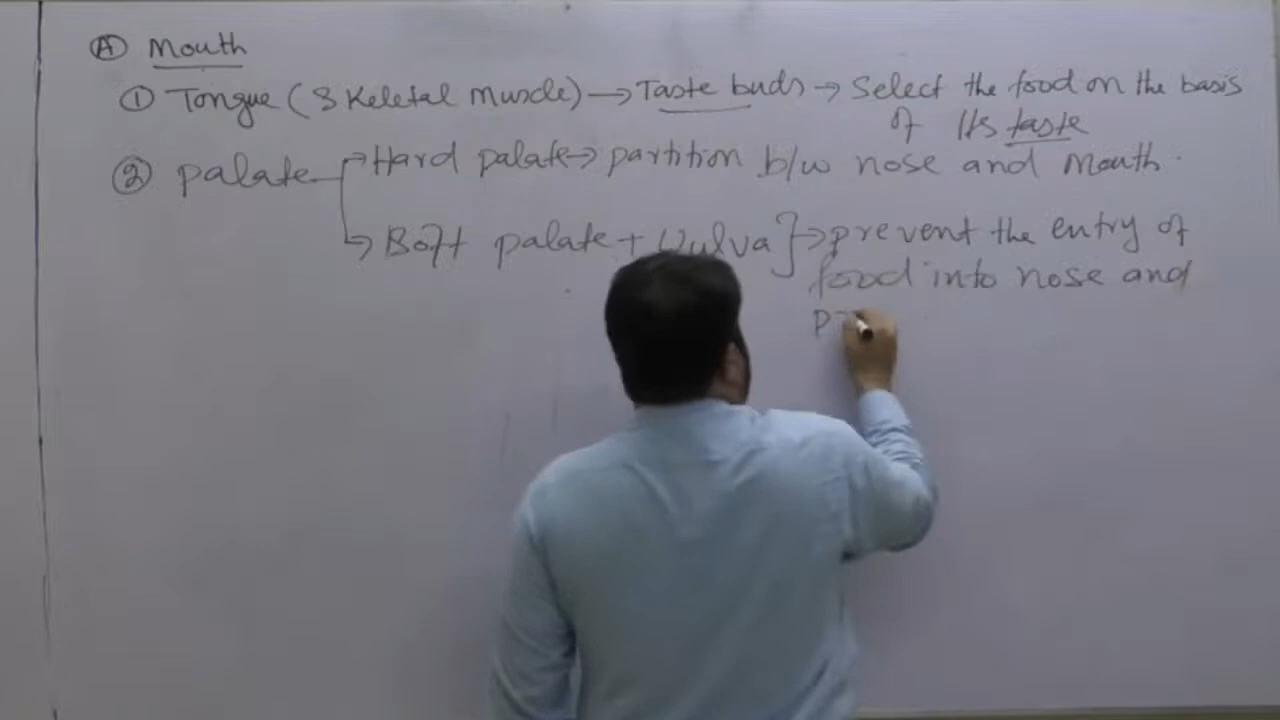 Ⓐ Mouth
① Tongue (Skeletal Muscle) → Taste buds → Select the food on the basis
of Its taste
② palate → Hard palate → partition b/w nose and Mouth.
→ Soft palate + Uulva } → prevent the entry of
food into nose and